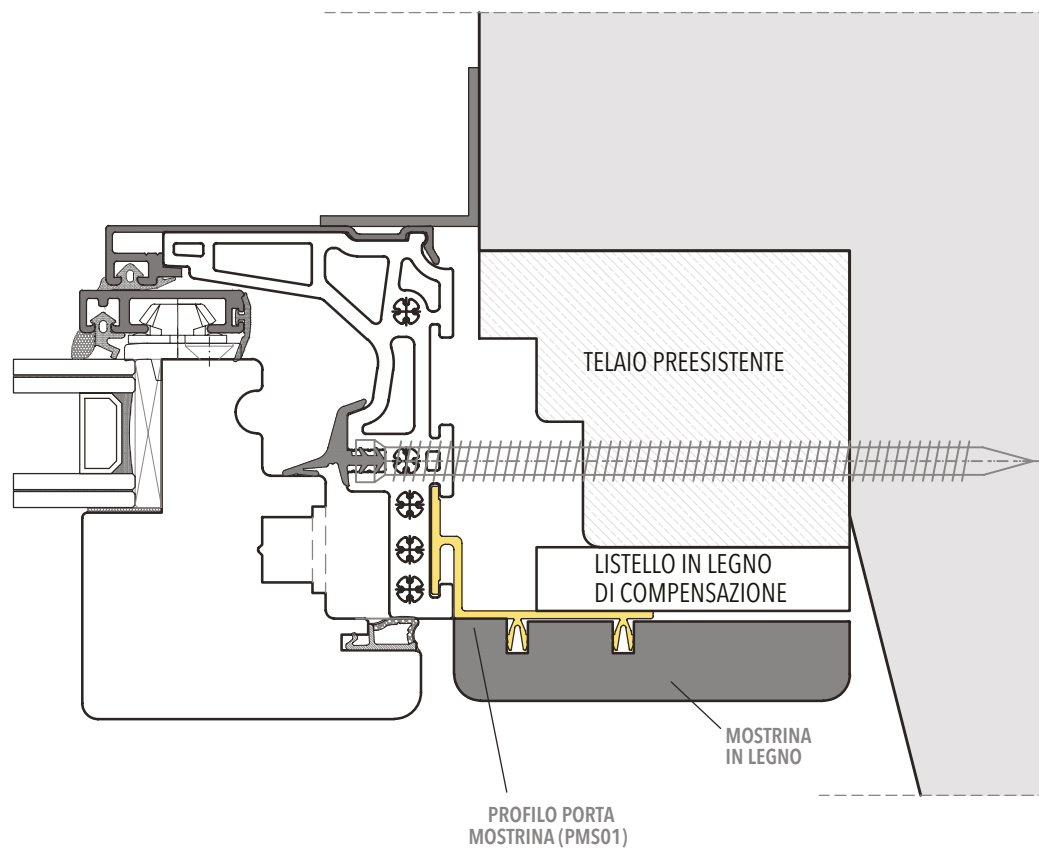 TELAIO PREESISTENTE
LISTELLO IN LEGNO
DI COMPENSAZIONE
MOSTRINA
IN LEGNO
PROFILO PORTA
MOSTRINA (PMS01)